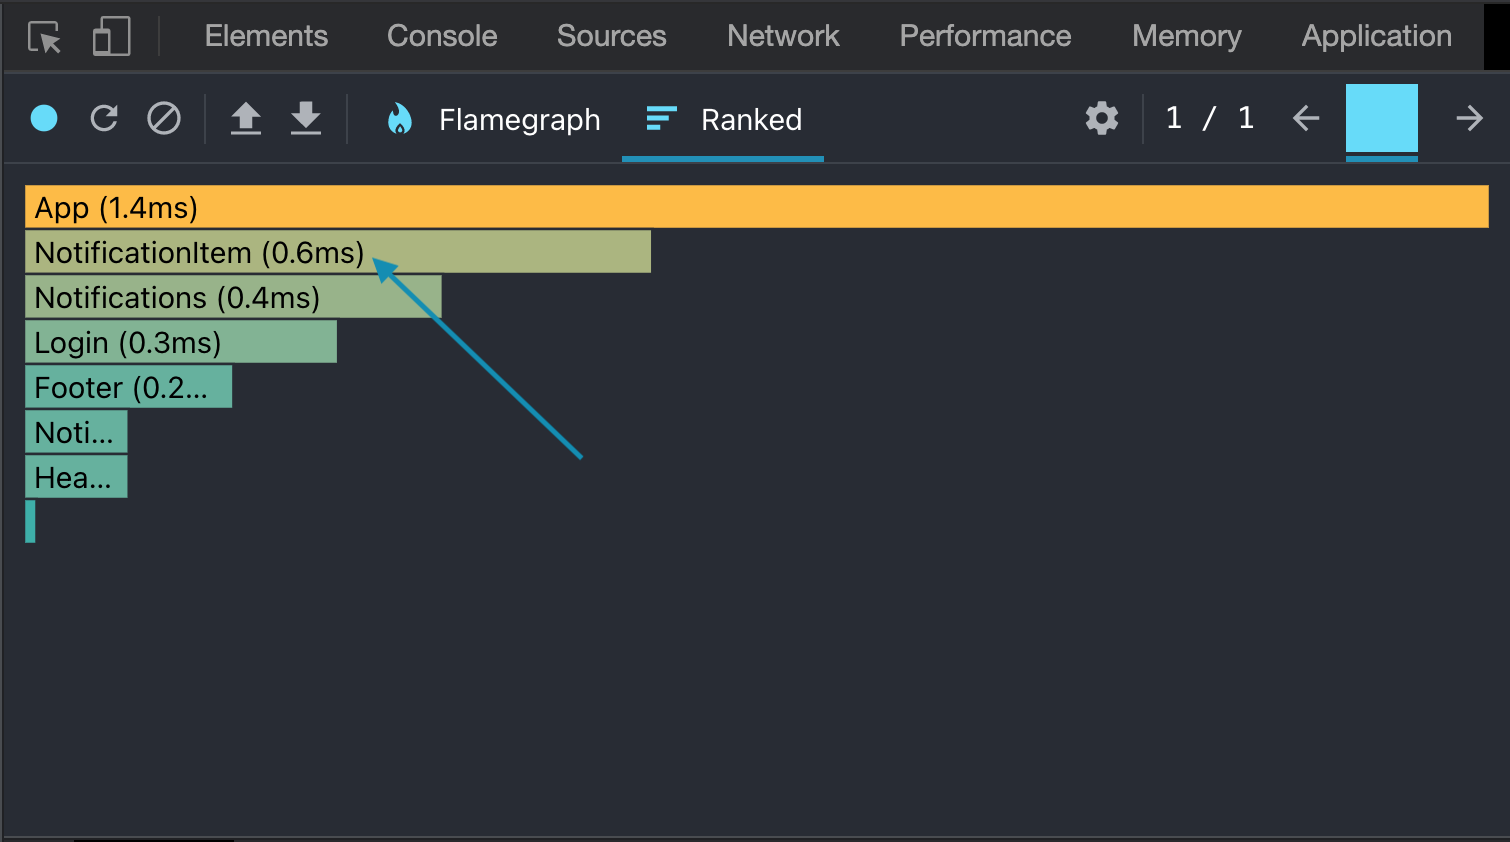 Elements Console Sources Network Performance Memory Application
Flamegraph Ranked 1 / 1
App (1.4ms)
NotificationItem (0.6ms)
Notifications (0.4ms)
Login (0.3ms)
Footer (0.2...
Noti...
Hea...